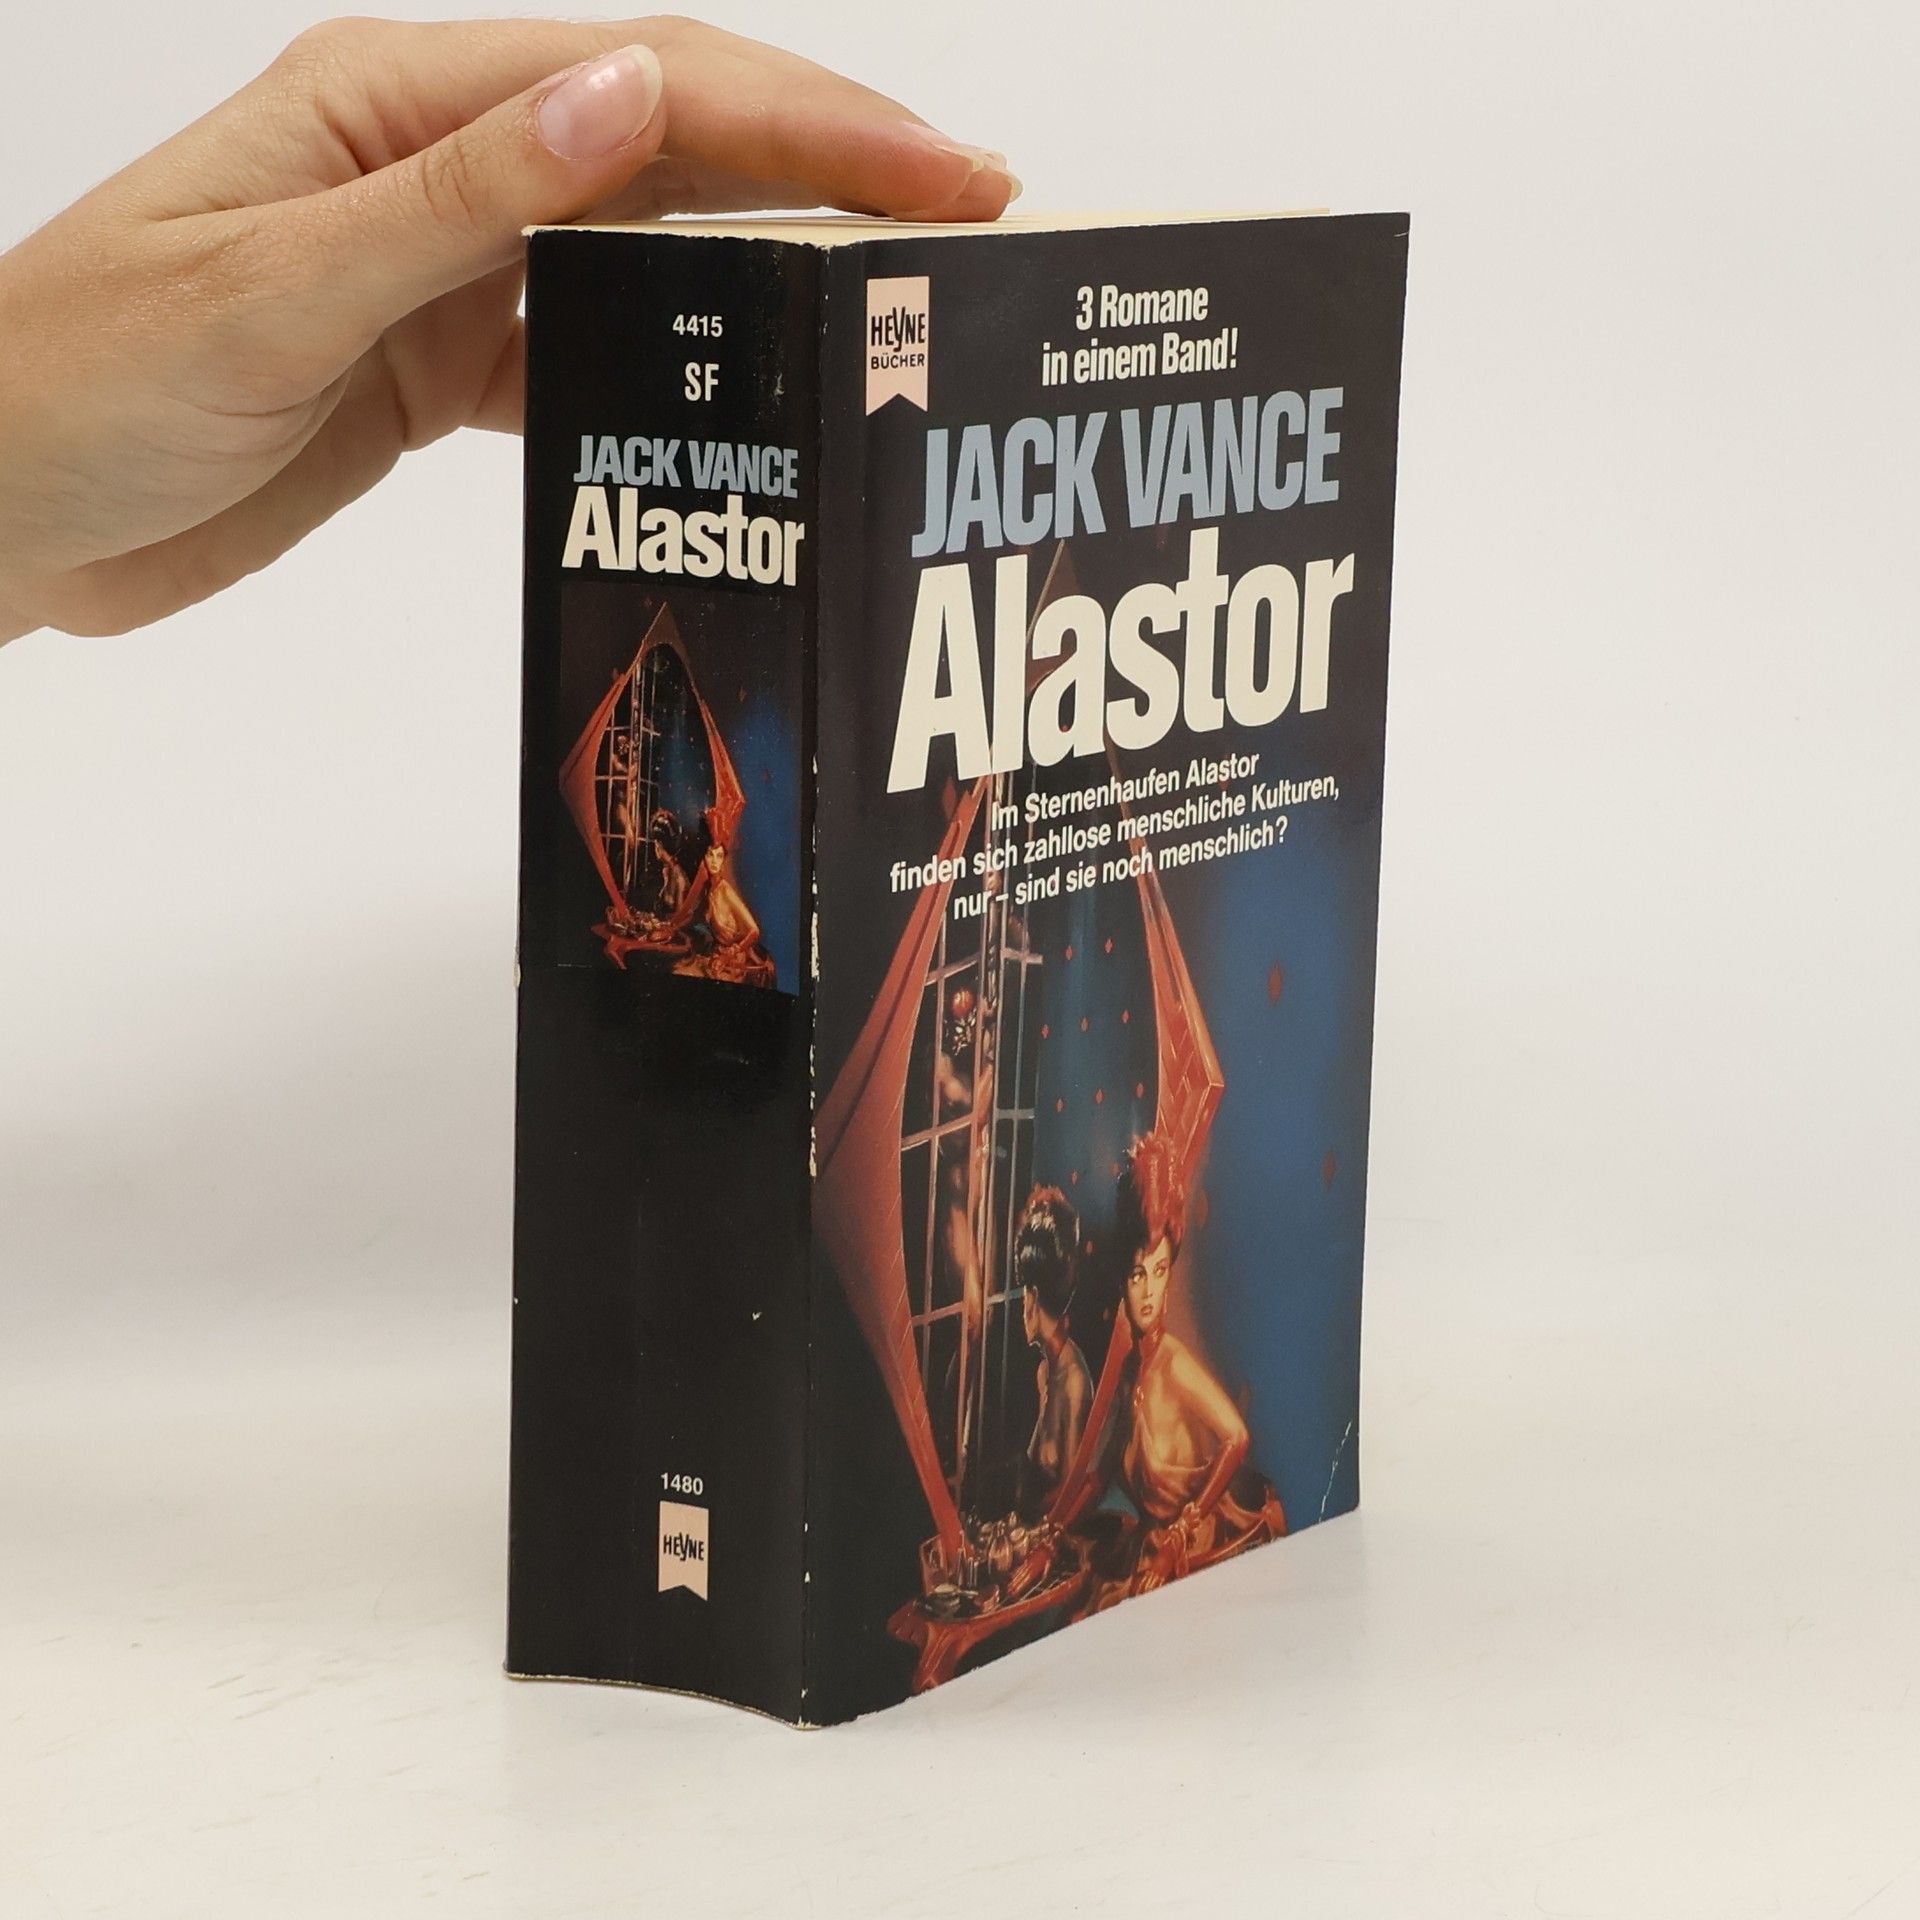 4415
SF
JACK VANCE
Alastor
1480
HEYNE
HEYNE
BÜCHER
3 Romane
in einem Band!
JACK VANCE
Alastor
Im Sternenhaufen Alastor
finden sich zahllose menschliche Kulturen,
nur – sind sie noch menschlich?